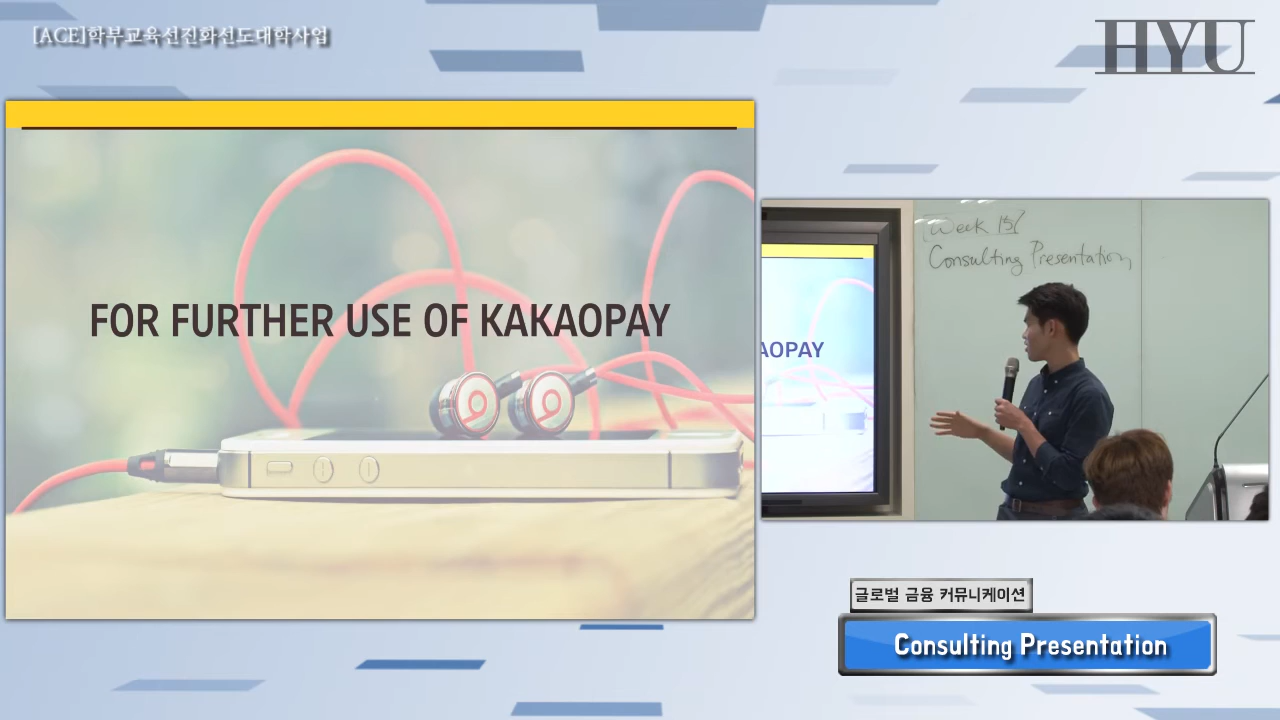 [ACE]학부교육선진화선도대학사업
HYU
FOR FURTHER USE OF KAKAOPAY
Week 15
Consulting Presentation
AOPAY
글로벌 금융 커뮤니케이션
Consulting Presentation